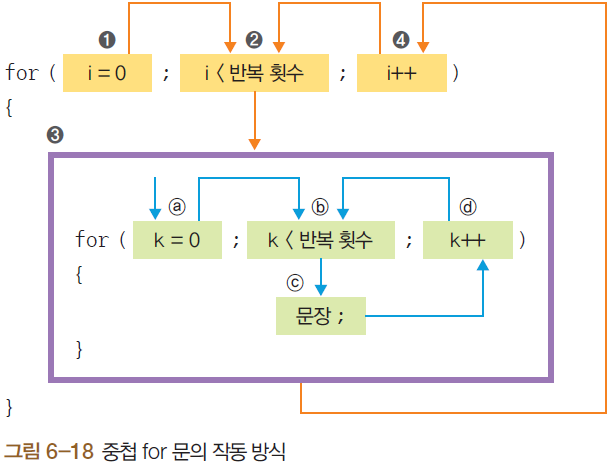 ❶ ❷ ❹
for ( i = 0 ; i < 반복 횟수 ; i++ )
{
❸
ⓐ ⓑ ⓓ
for ( k = 0 ; k < 반복 횟수 ; k++ )
{
ⓒ
문장 ;
}
}
그림 6-18 중첩 for 문의 작동 방식